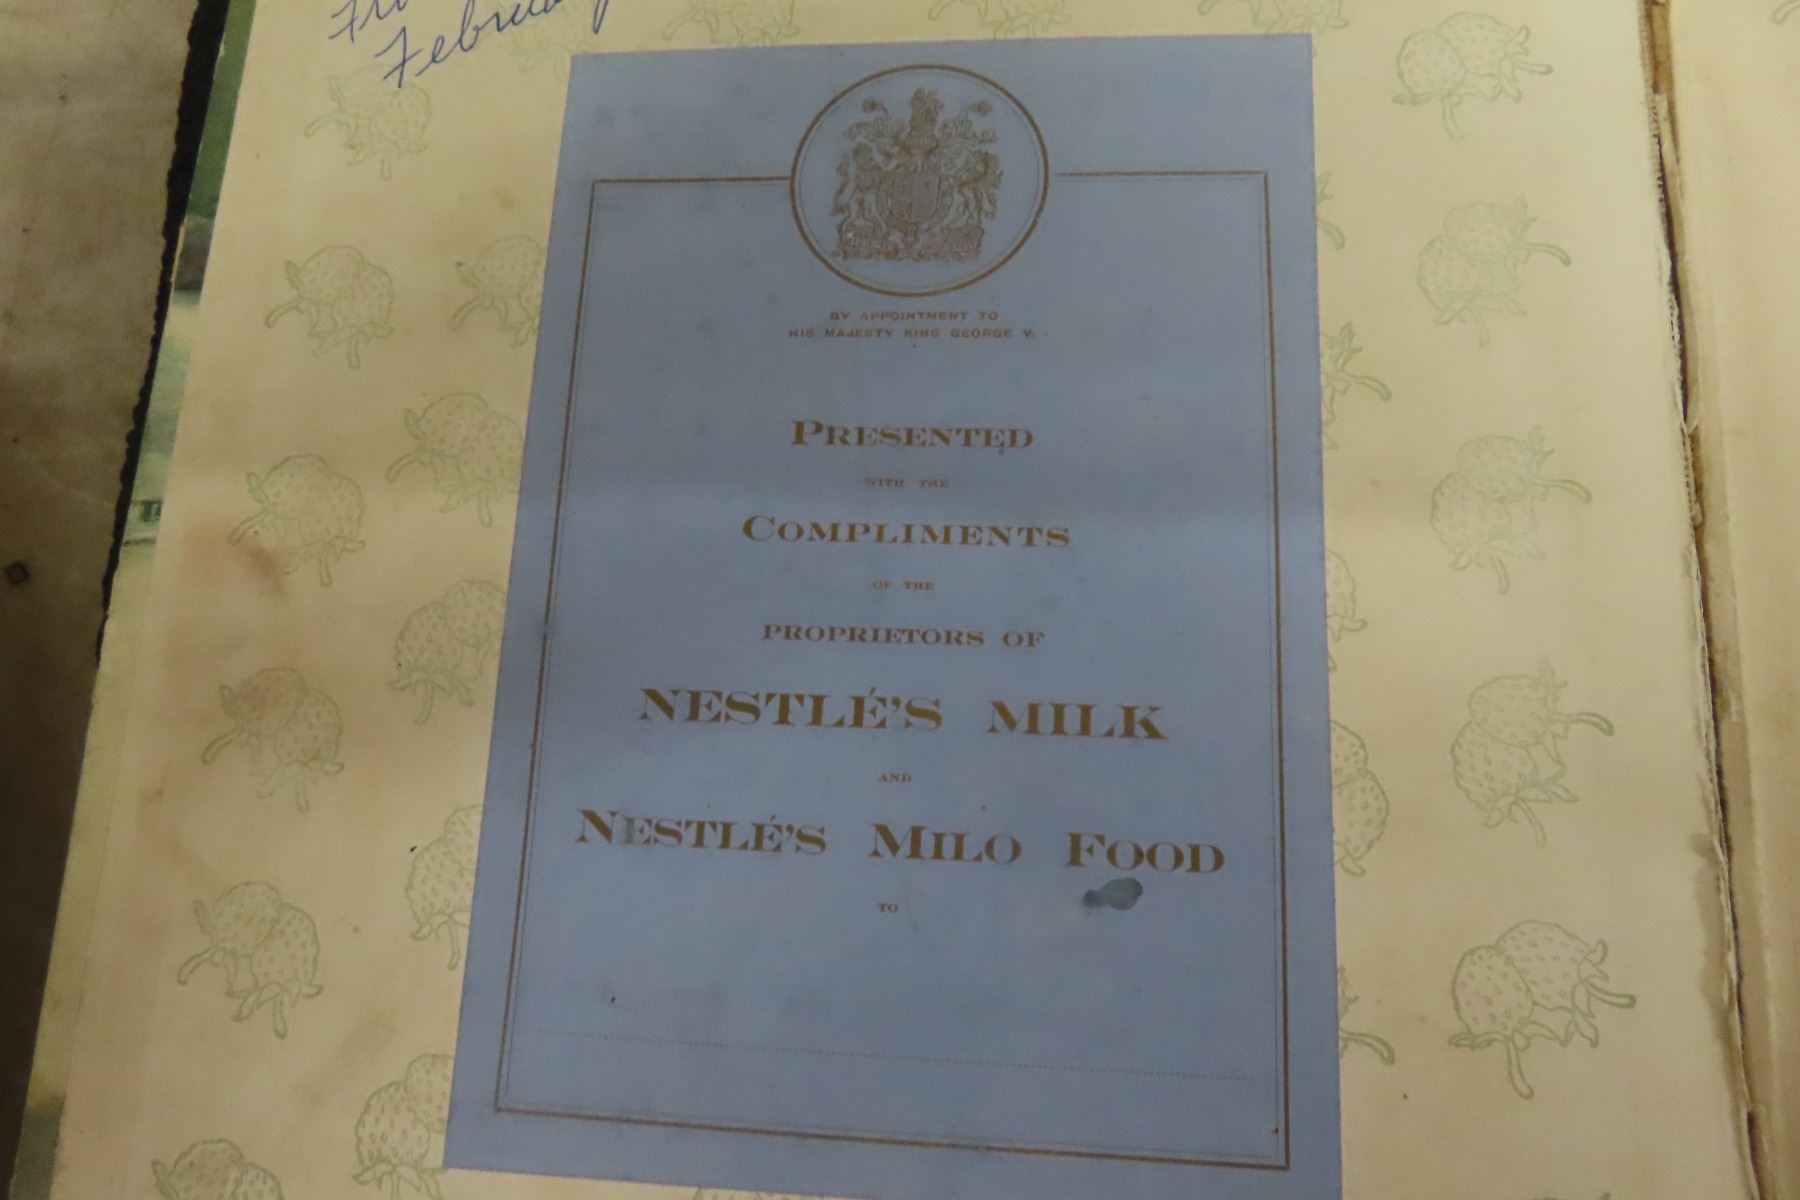 February
BY APPOINTMENT TO
HIS MAJESTY KING GEORGE V.
PRESENTED
WITH THE
COMPLIMENTS
OF THE
PROPRIETORS OF
NESTLÉ'S MILK
AND
NESTLÉ'S MILO FOOD
TO